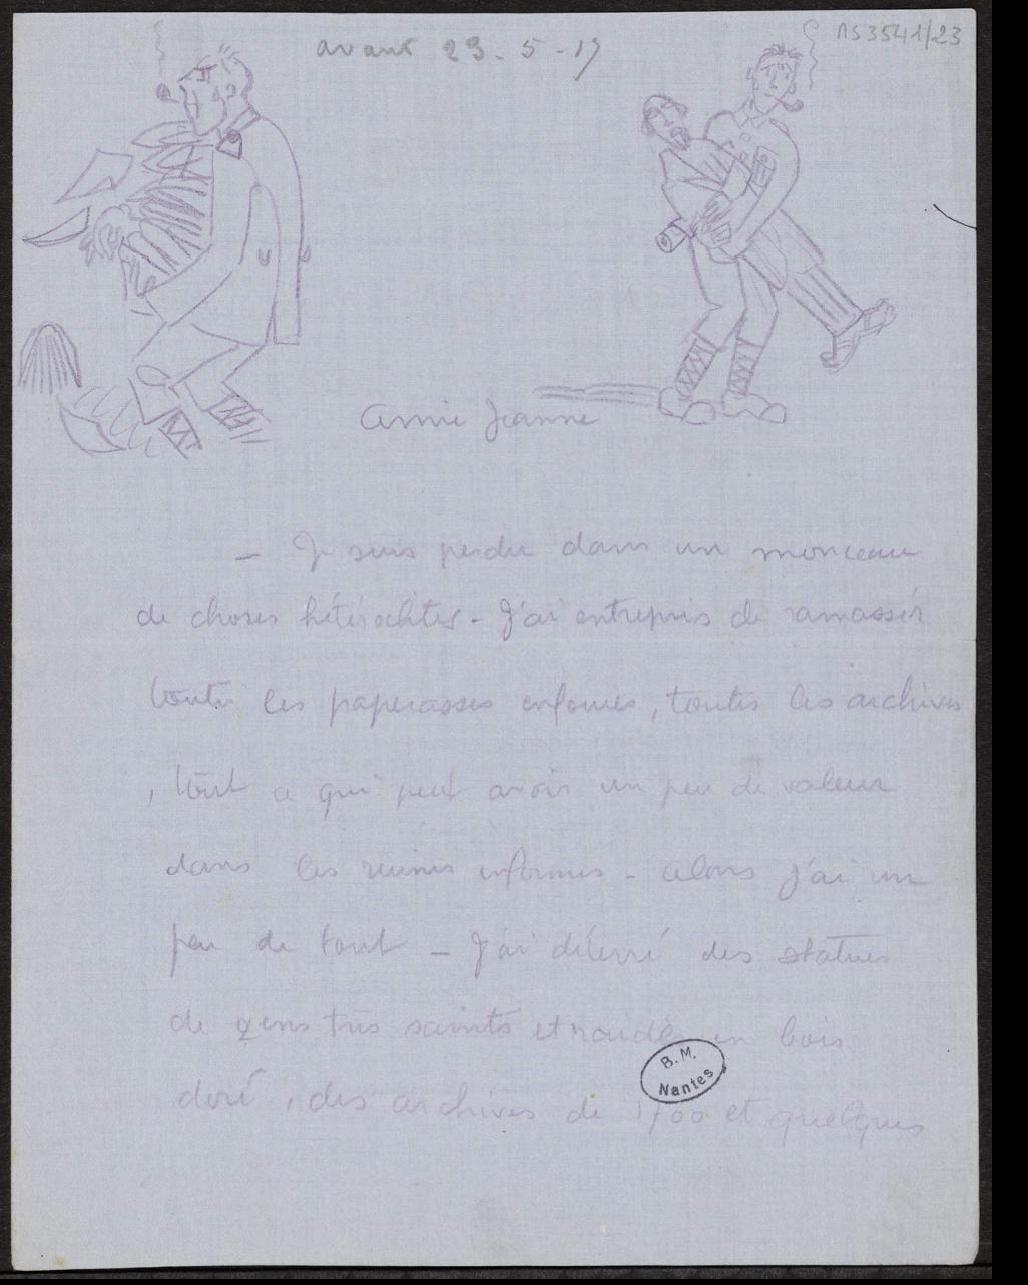 avant 23-5-17
MS3541/23
Amie Jeanne
- Je suis perdu dans un monceau
de choses hétéroclites - J'ai entrepris de ramasser
toutes les paperasses enfouies, toutes les archives
, tout ce qui peut avoir un peu de valeur
dans les ruines informes - alors j'ai un
peu de tout - J'ai déterré des statues
de gens très saints et raides en bois
doré, des archives de 1700 et quelques
B. M.
Nantes